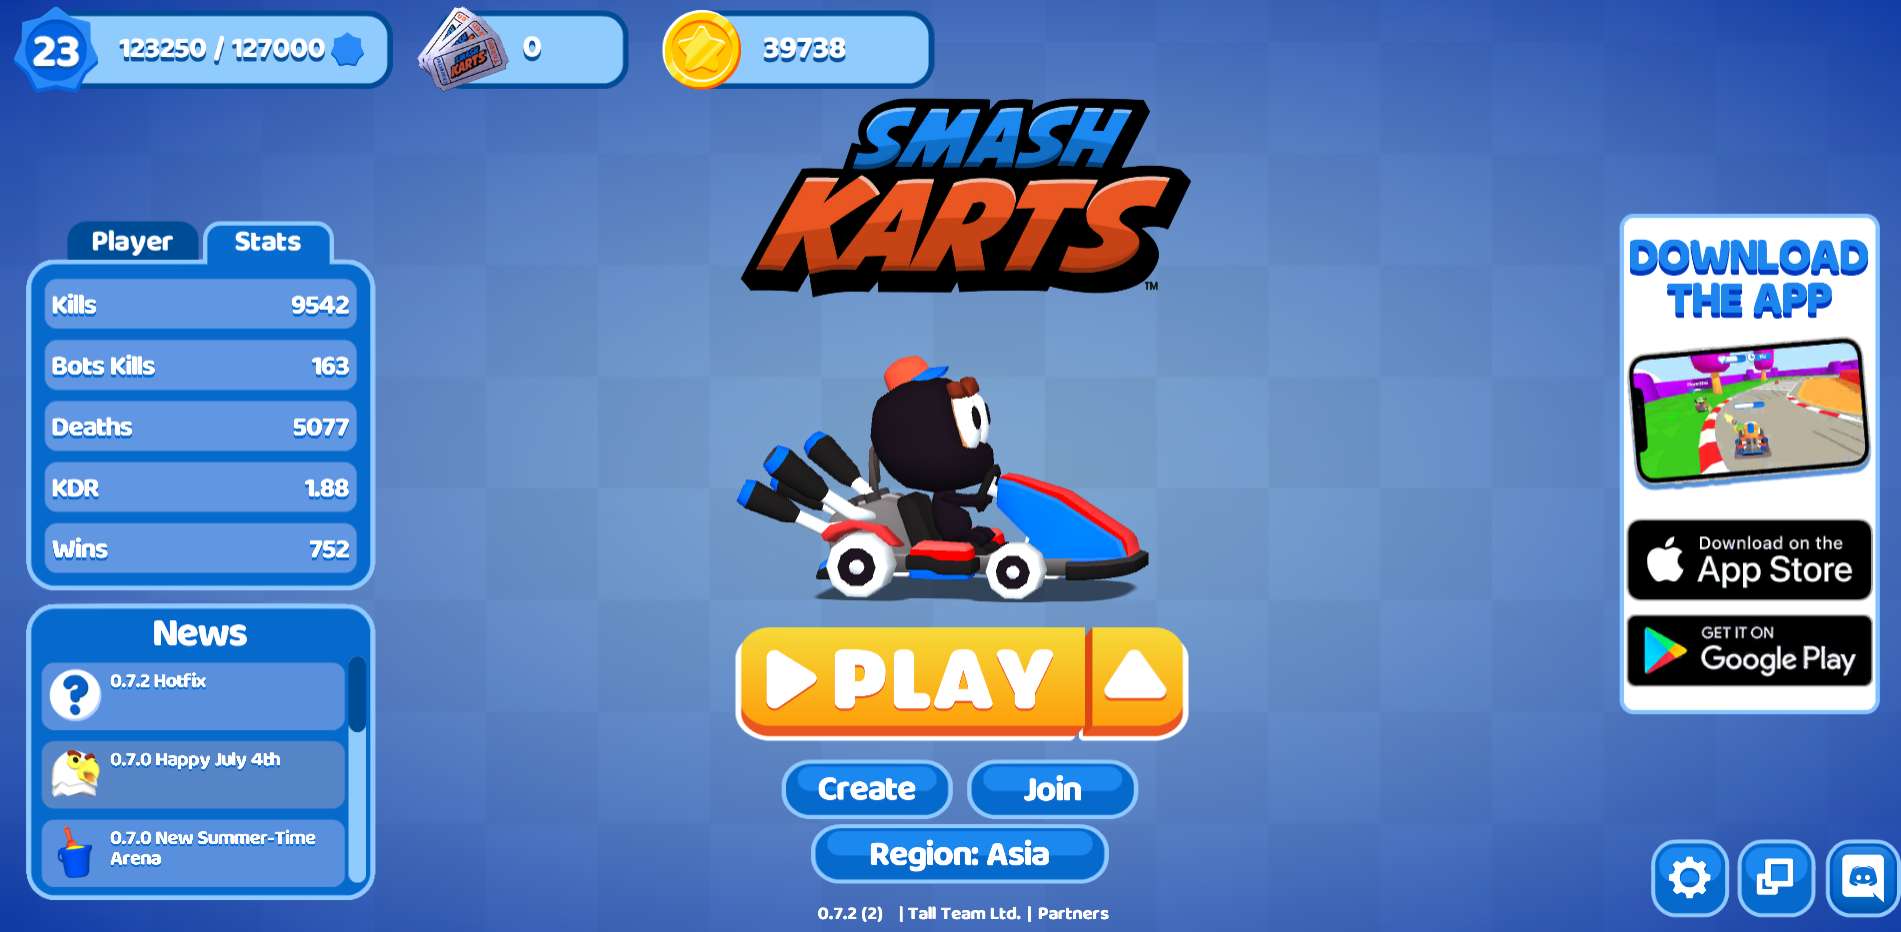 23
123250 / 127000
0
39738
SMASH
KARTS
TM
Player
Stats
Kills 9542
Bots Kills 163
Deaths 5077
KDR 1.88
Wins 752
News
0.7.2 Hotfix
0.7.0 Happy July 4th
0.7.0 New Summer-Time
Arena
PLAY
Create
Join
Region: Asia
0.7.2 (2) | Tall Team Ltd. | Partners
DOWNLOAD
THE APP
Download on the
App Store
GET IT ON
Google Play